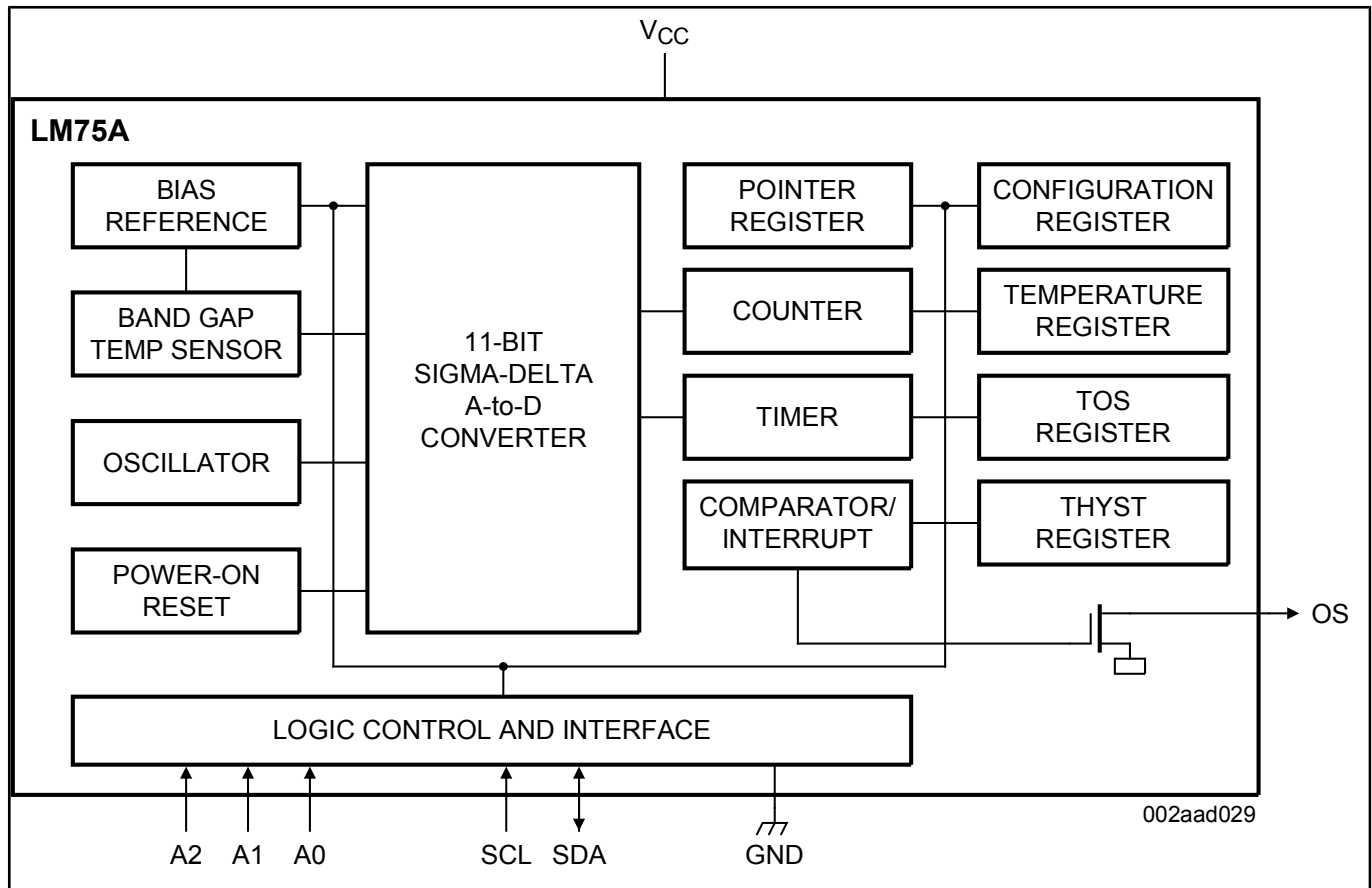 VCC
LM75A
BIAS
REFERENCE
BAND GAP
TEMP SENSOR
OSCILLATOR
POWER-ON
RESET
11-BIT
SIGMA-DELTA
A-to-D
CONVERTER
POINTER
REGISTER
CONFIGURATION
REGISTER
COUNTER
TEMPERATURE
REGISTER
TIMER
TOS
REGISTER
COMPARATOR/
INTERRUPT
THYST
REGISTER
OS
LOGIC CONTROL AND INTERFACE
002aad029
A2 A1 A0 SCL SDA GND